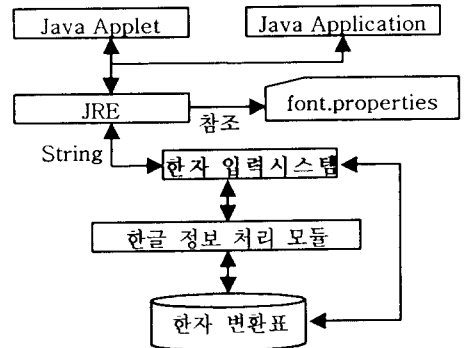 Java Applet
Java Application
JRE
참조
font.properties
String
한자 입력시스템
한글 정보 처리 모듈
한자 변환표